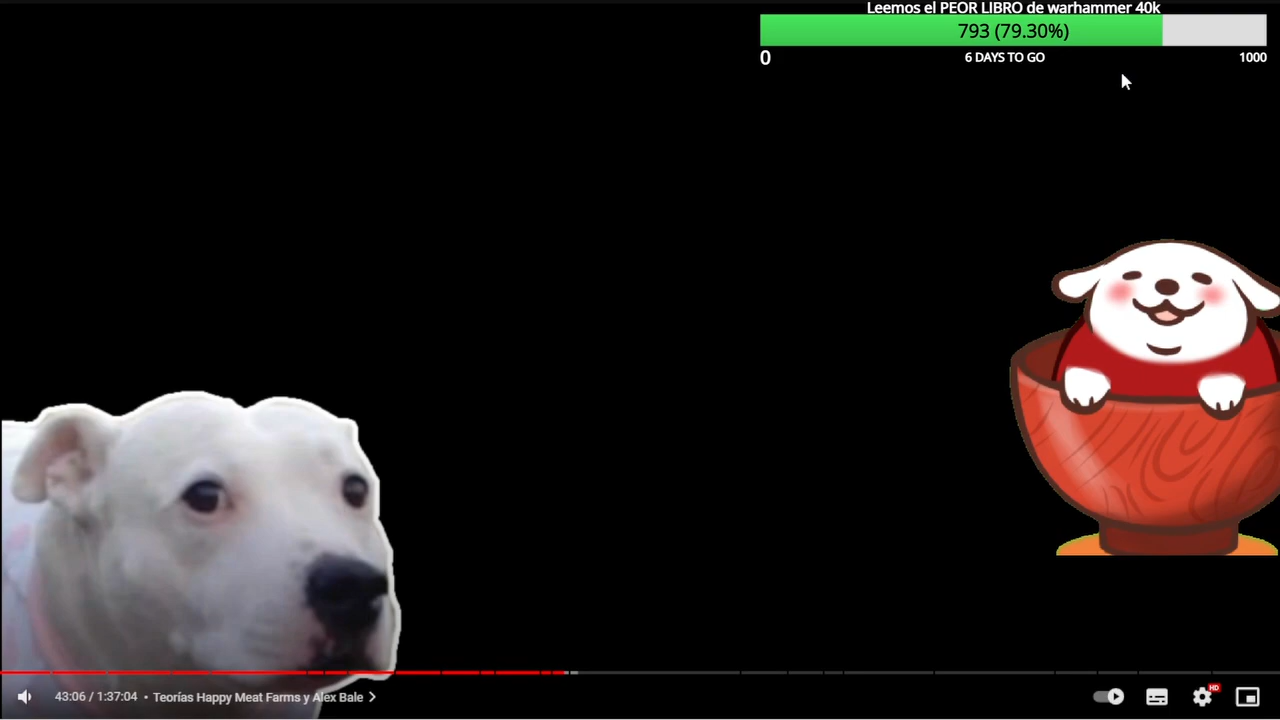 Leemos el PEOR LIBRO de warhammer 40k
793 (79.30%)
0 6 DAYS TO GO 1000
43:06 / 1:37:04 • Teorías Happy Meat Farms y Alex Bale
HD